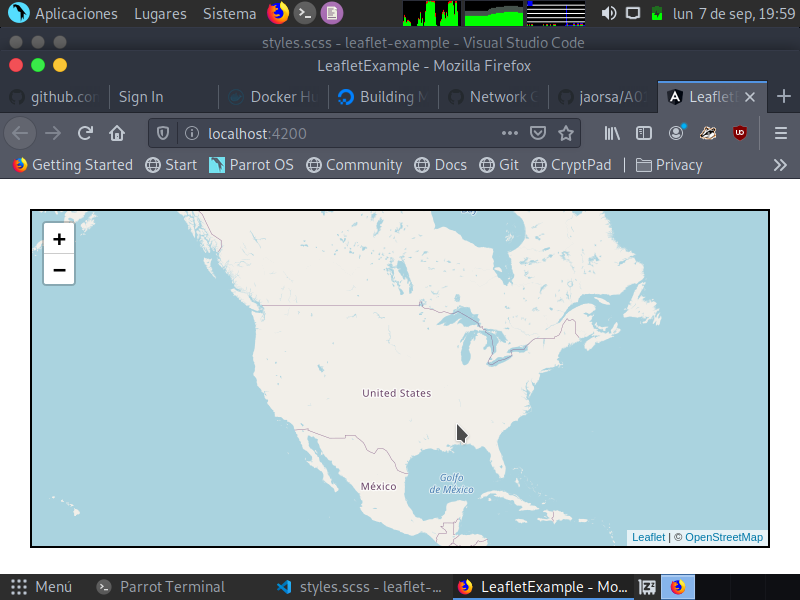 Aplicaciones Lugares Sistema lun 7 de sep, 19:59
styles.scss - leaflet-example - Visual Studio Code
LeafletExample - Mozilla Firefox
github.cor Sign In Docker Hu Building M Network G jaorsa/A0 Leaflet
localhost:4200
Getting Started Start Parrot OS Community Docs Git CryptPad Privacy
+
−
United States
México
Golfo
de México
Leaflet | © OpenStreetMap
Menú Parrot Terminal styles.scss - leaflet-... LeafletExample - Mo...